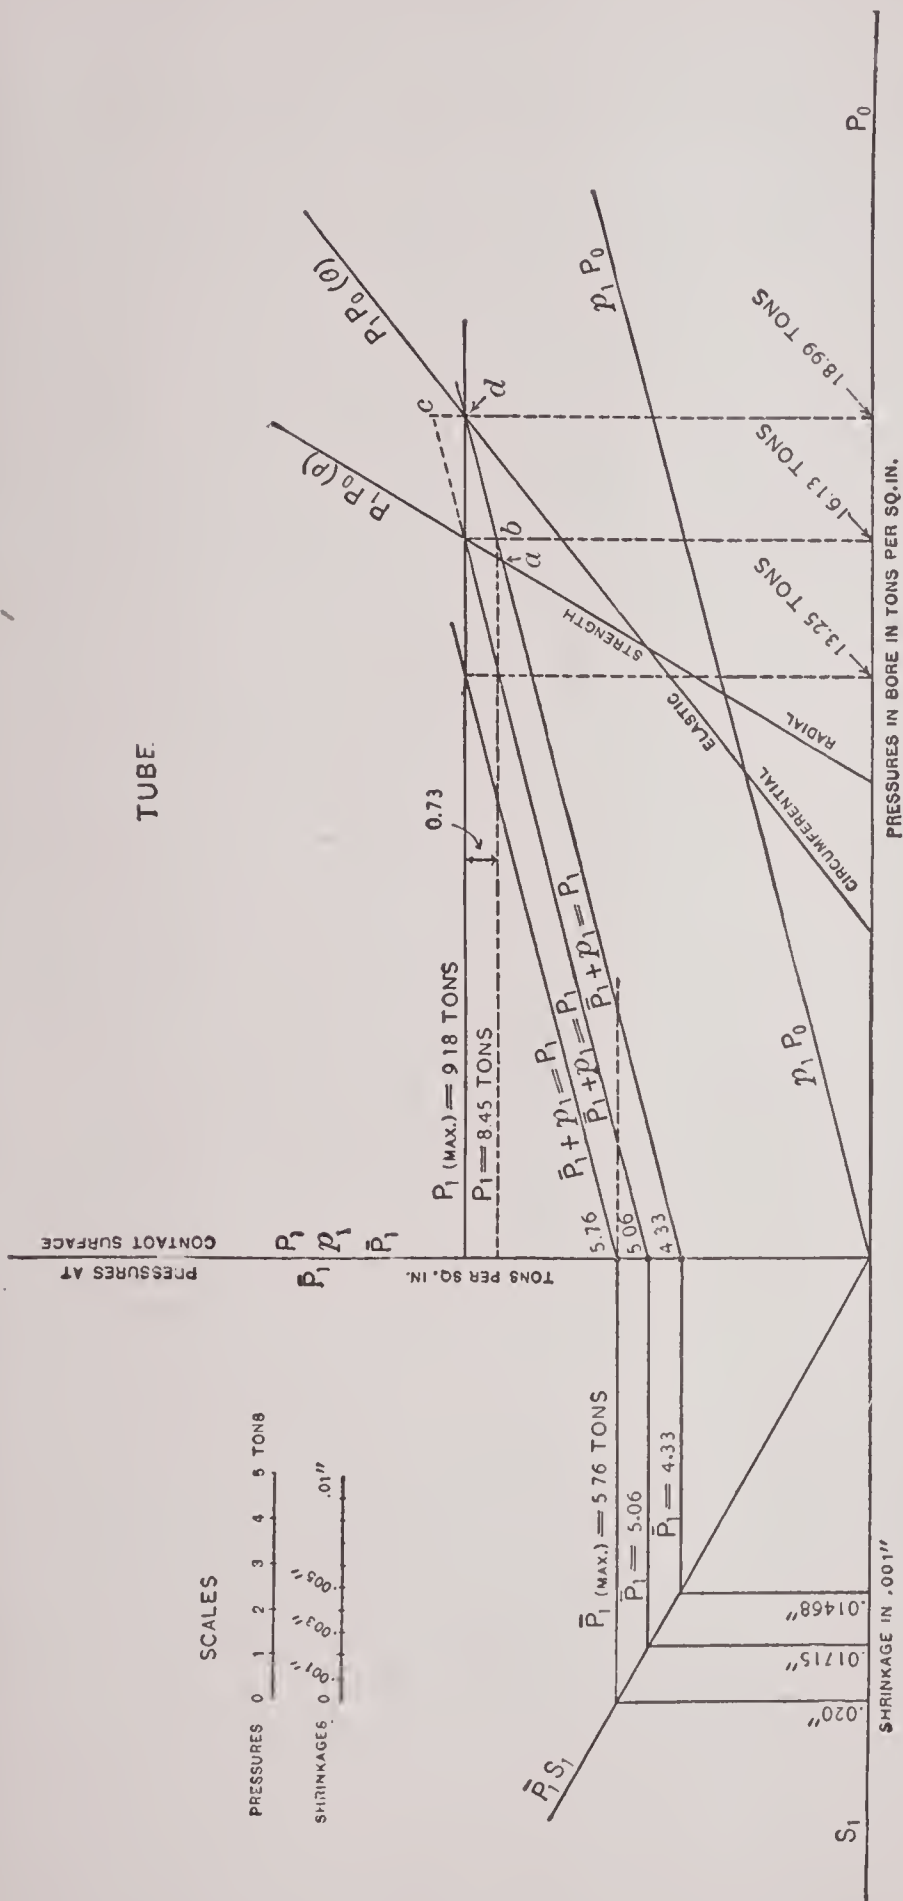 TUBE.
SCALES
PRESSURES 0 1 2 3 4 5 TONS
SHRINKAGES 0 .001" .003" .005" .01"
PRESSURES AT
CONTACT SURFACE
P̄₁ P₁
p₁
P̄₁
TONS PER SQ. IN.
P₁ (MAX.) = 9.18 TONS
P₁ = 8.45 TONS
0.73
P₁P₀(ρ)
P₁P₀(θ)
c
d
b
a
p₁P₀
P̄₁ + p₁ = P₁
P̄₁ + p₁ = P₁
P̄₁ + p₁ = P₁
5.76
5.06
4.33
P̄₁ (MAX.) = 5.76 TONS
P̄₁ = 5.06
P̄₁ = 4.33
P̄₁S₁
ELASTIC
STRENGTH
CIRCUMFERENTIAL
RADIAL
p₁P₀
13.25 TONS
16.13 TONS
18.99 TONS
.020"
.01715"
.01468"
S₁
P₀
SHRINKAGE IN .001"
PRESSURES IN BORE IN TONS PER SQ.IN.